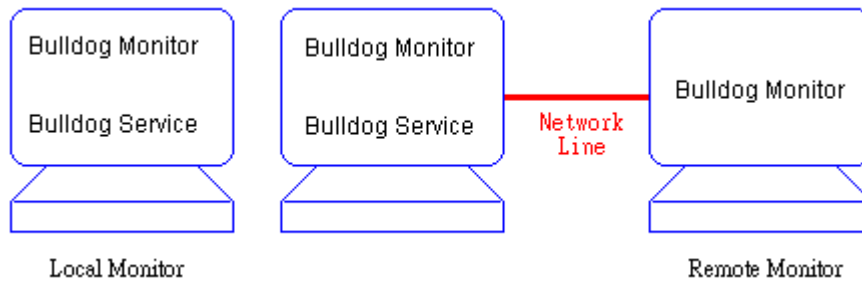 Bulldog Monitor
Bulldog Service
Local Monitor
Bulldog Monitor
Bulldog Service
Network
Line
Bulldog Monitor
Remote Monitor